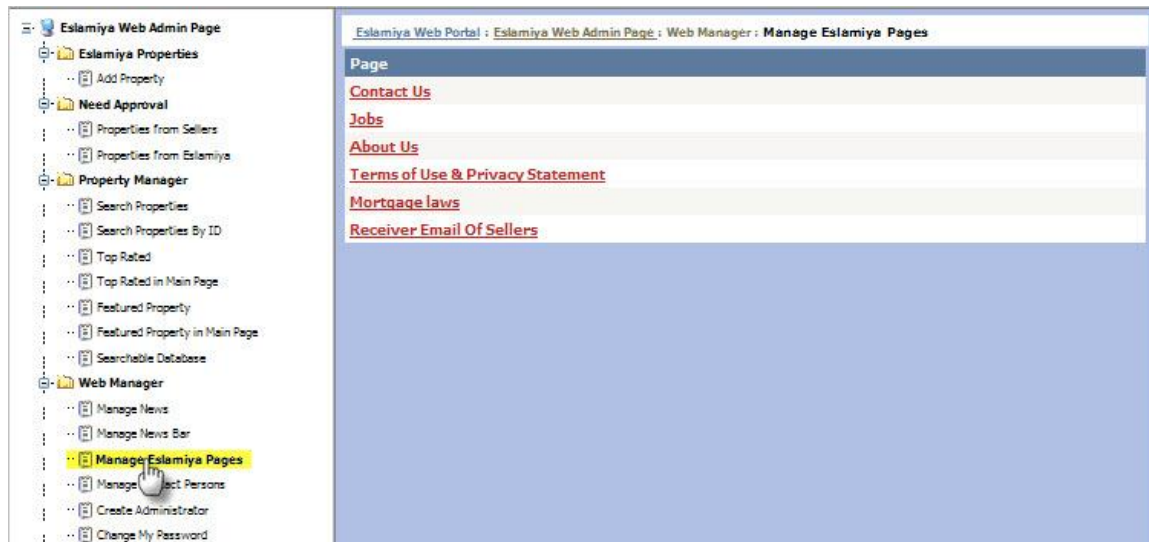 Eslamiya Web Admin Page
Eslamiya Properties
Add Property
Need Approval
Properties from Sellers
Properties from Eslamiya
Property Manager
Search Properties
Search Properties By ID
Top Rated
Top Rated in Main Page
Featured Property
Featured Property in Main Page
Searchable Database
Web Manager
Manage News
Manage News Bar
Manage Eslamiya Pages
Manage Persons
Create Administrator
Change My Password
Eslamiya Web Portal : Eslamiya Web Admin Page : Web Manager : Manage Eslamiya Pages
Page
Contact Us
Jobs
About Us
Terms of Use & Privacy Statement
Mortgage laws
Receiver Email Of Sellers